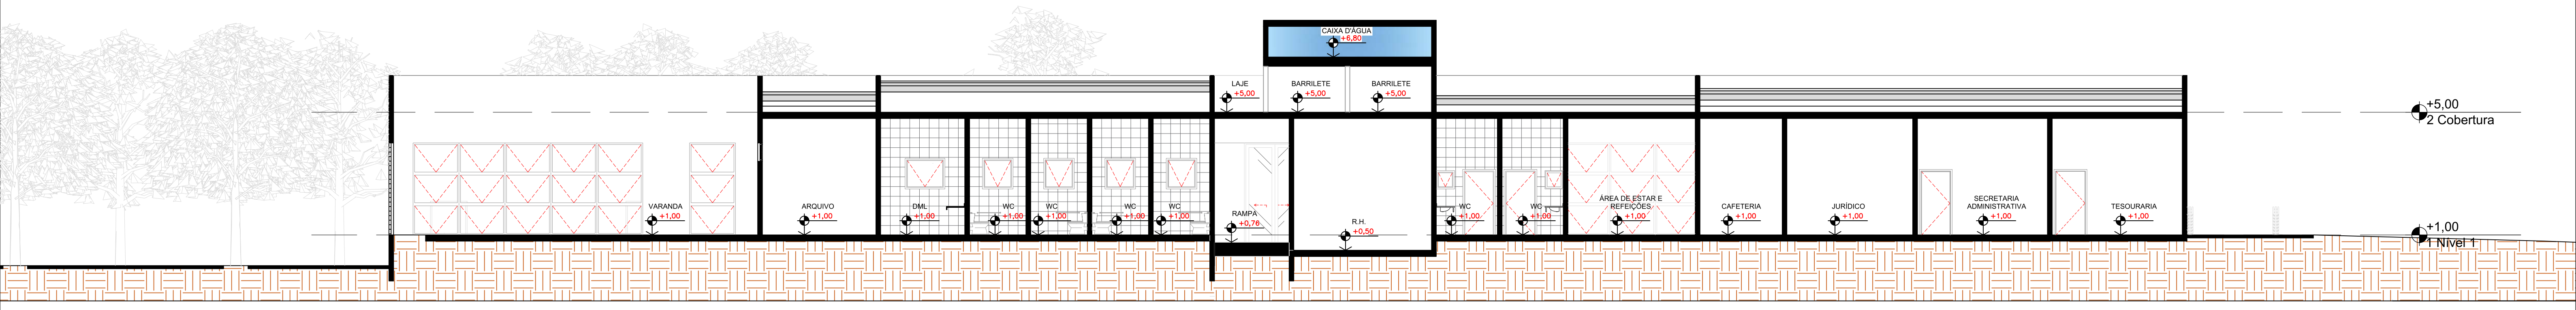 CAIXA D'ÁGUA
+6,80
LAJE
+5,00
BARRILETE
+5,00
BARRILETE
+5,00
+5,00
2 Cobertura
VARANDA
+1,00
ARQUIVO
+1,00
DML
+1,00
WC
+1,00
WC
+1,00
WC
+1,00
WC
+1,00
RAMPA
+0,76
R.H.
+0,50
WC
+1,00
WC
+1,00
ÁREA DE ESTAR E
REFEIÇÕES
+1,00
CAFETERIA
+1,00
JURÍDICO
+1,00
SECRETARIA
ADMINISTRATIVA
+1,00
TESOURARIA
+1,00
+1,00
1 Nível 1